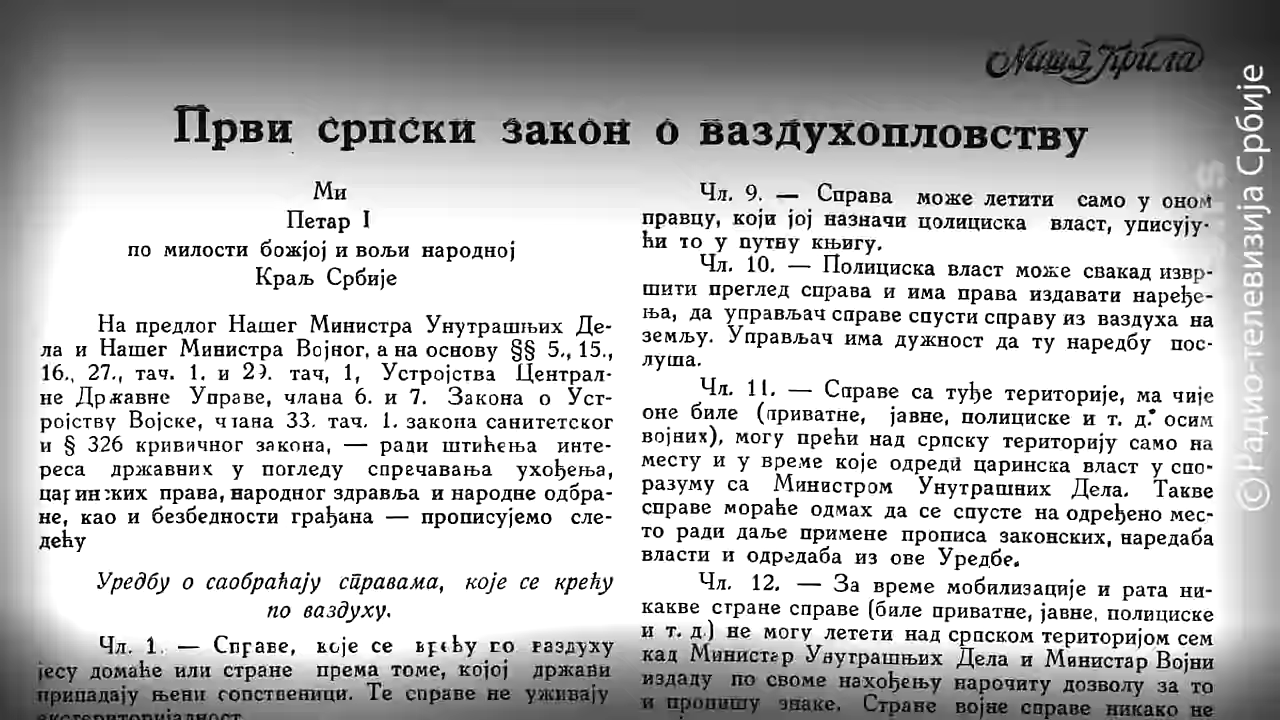 Наша Крила
Први српски закон о ваздухопловству
Ми
Петар I
по милости божјој и вољи народној
Краљ Србије
На предлог Нашег Министра Унутрашњих Де-
ла и Нашег Министра Војног, а на основу §§ 5., 15.,
16., 27., тач. 1. и 29. тач, 1, Устројства Централ-
не Државне Управе, члана 6. и 7. Закона о Уст-
ројству Војске, члана 33. тач. 1. закона санитетског
и § 326 кривичног закона, — ради штићења инте-
реса државних у погледу спречавања ухођења,
царинских права, народног здравља и народне одбра-
не, као и безбедности грађана — прописујемо сле-
дећу
Уредбу о саобраћају справама, које се крећу
по ваздуху.
Чл. 1. — Справе, које се крећу по ваздуху
јесу домаће или стране према томе, којој држави
припадају њени сопственици. Те справе не уживају
екстериторијалност
Чл. 9. — Справа може летити само у оном
правцу, који јој назначи полициска власт, уписују-
ћи то у путну књигу.
Чл. 10. — Полициска власт може свакад извр-
шити преглед справа и има права издавати наређе-
ња, да управљач справе спусти справу из ваздуха на
земљу. Управљач има дужност да ту наредбу пос-
луша.
Чл. 11. — Справе са туђе територије, ма чије
оне биле (приватне, јавне, полициске и т. д. осим
војних), могу прећи над српску територију само на
месту и у време које одреди царинска власт у спо-
разуму са Министром Унутрашних Дела. Такве
справе мораће одмах да се спусте на одређено мес-
то ради даље примене прописа законских, наредаба
власти и одредаба из ове Уредбе.
Чл. 12. — За време мобилизације и рата ни-
какве стране справе (биле приватне, јавне, полициске
и т. д.) не могу летети над српском територијом сем
кад Министар Унутрашњих Дела и Министар Војни
издаду по своме нахођењу нарочиту дозволу за то
и пропишу знаке. Стране војне справе никако не
© Радио-телевизија Србије